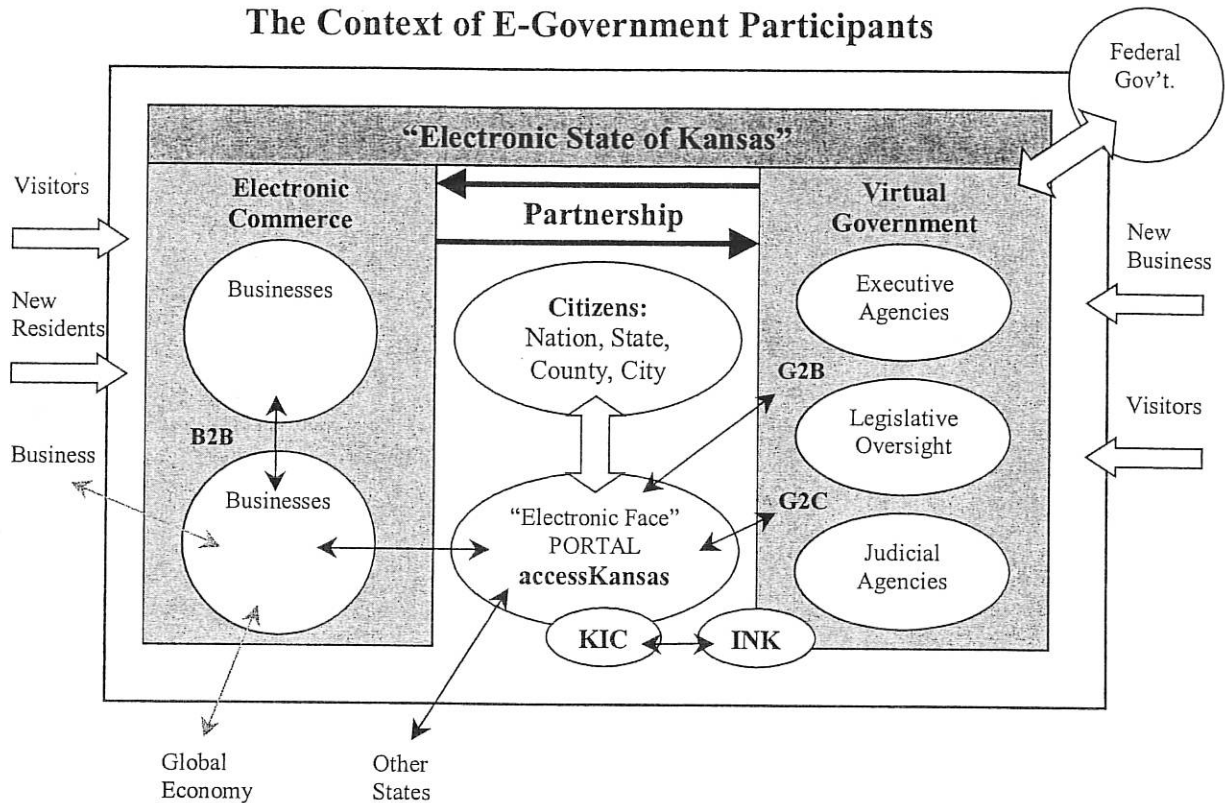 The Context of E-Government Participants
Federal
Gov't.
“Electronic State of Kansas”
Visitors
New
Residents
Business
Electronic
Commerce
Businesses
B2B
Businesses
Partnership
Citizens:
Nation, State,
County, City
“Electronic Face”
PORTAL
accessKansas
KIC
INK
Virtual
Government
Executive
Agencies
G2B
Legislative
Oversight
G2C
Judicial
Agencies
New
Business
Visitors
Global
Economy
Other
States